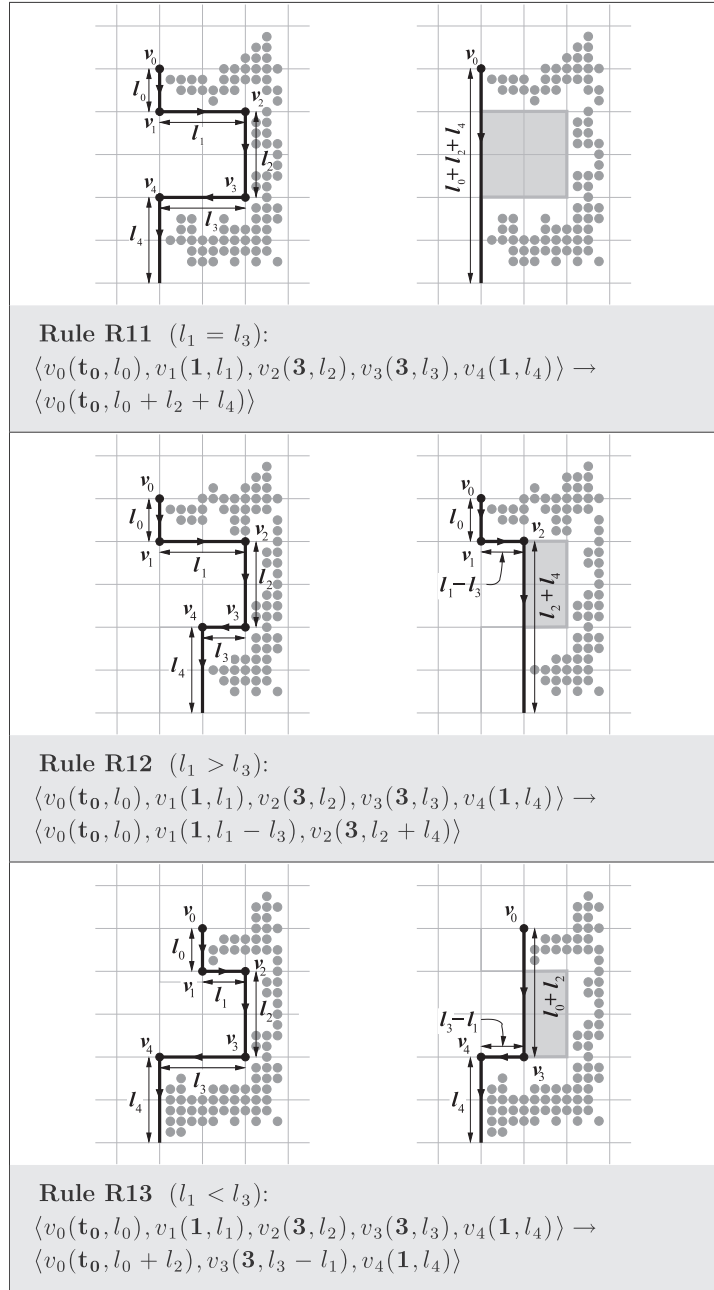 v₀ l₀ v₁ l₁ v₂ l₂ v₃ v₄ l₃ l₄
v₀ l₀ + l₂ + l₄
Rule R11 (l₁ = l₃):
⟨v₀(t₀, l₀), v₁(1, l₁), v₂(3, l₂), v₃(3, l₃), v₄(1, l₄)⟩ →
⟨v₀(t₀, l₀ + l₂ + l₄)⟩
v₀ l₀ v₁ l₁ v₂ l₂ v₄ v₃ l₃ l₄
v₀ l₀ v₂ v₁ l₁−l₃ l₂ + l₄
Rule R12 (l₁ > l₃):
⟨v₀(t₀, l₀), v₁(1, l₁), v₂(3, l₂), v₃(3, l₃), v₄(1, l₄)⟩ →
⟨v₀(t₀, l₀), v₁(1, l₁ − l₃), v₂(3, l₂ + l₄)⟩
v₀ l₀ v₂ v₁ l₁ l₂ v₄ v₃ l₃ l₄
v₀ l₀ + l₂ l₃−l₁ v₄ v₃ l₄
Rule R13 (l₁ < l₃):
⟨v₀(t₀, l₀), v₁(1, l₁), v₂(3, l₂), v₃(3, l₃), v₄(1, l₄)⟩ →
⟨v₀(t₀, l₀ + l₂), v₃(3, l₃ − l₁), v₄(1, l₄)⟩